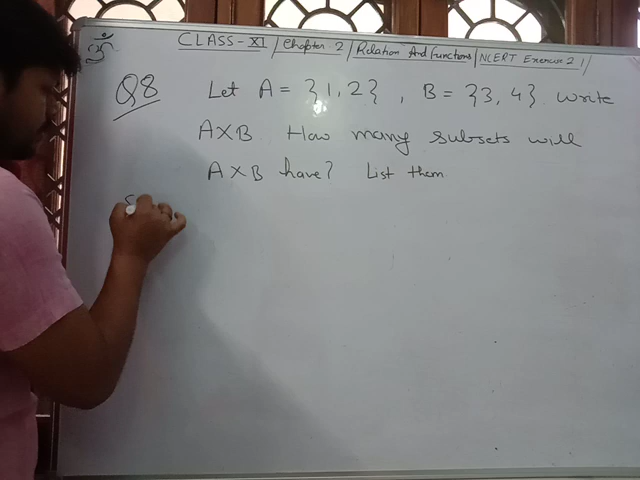 ॐ
CLASS-XI / Chapter 2 / Relation And Functions / NCERT Exercise 2.1 /
Q8 Let A = {1, 2} , B = {3, 4} write
A×B. How many subsets will
A×B have? List them
S